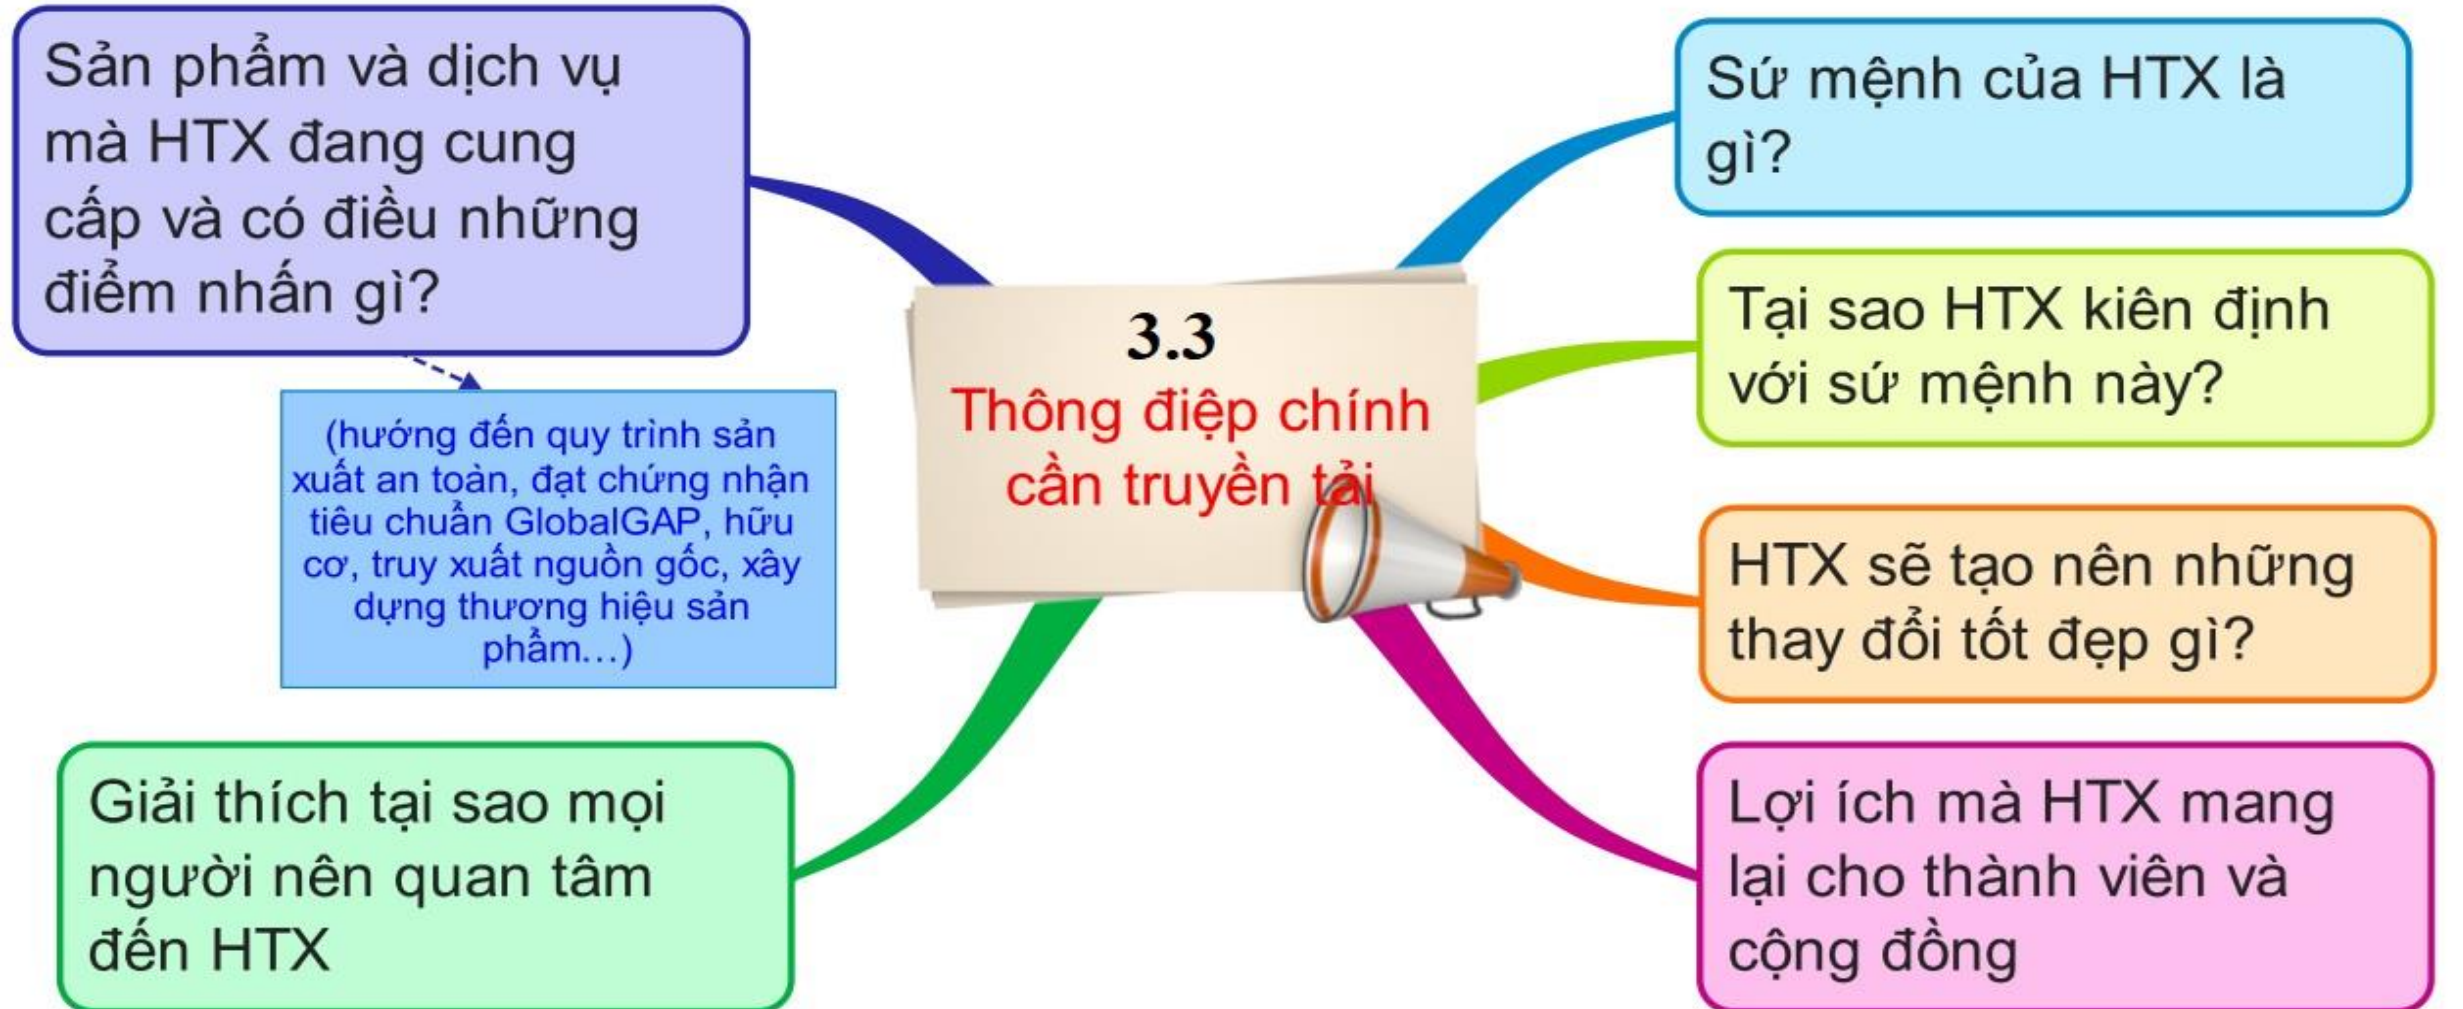 3.3
Thông điệp chính
cần truyền tải
Sứ mệnh của HTX là
gì?
Tại sao HTX kiên định
với sứ mệnh này?
HTX sẽ tạo nên những
thay đổi tốt đẹp gì?
Lợi ích mà HTX mang
lại cho thành viên và
cộng đồng
Giải thích tại sao mọi
người nên quan tâm
đến HTX
Sản phẩm và dịch vụ
mà HTX đang cung
cấp và có điều những
điểm nhấn gì?
(hướng đến quy trình sản
xuất an toàn, đạt chứng nhận
tiêu chuẩn GlobalGAP, hữu
cơ, truy xuất nguồn gốc, xây
dựng thương hiệu sản
phẩm…)